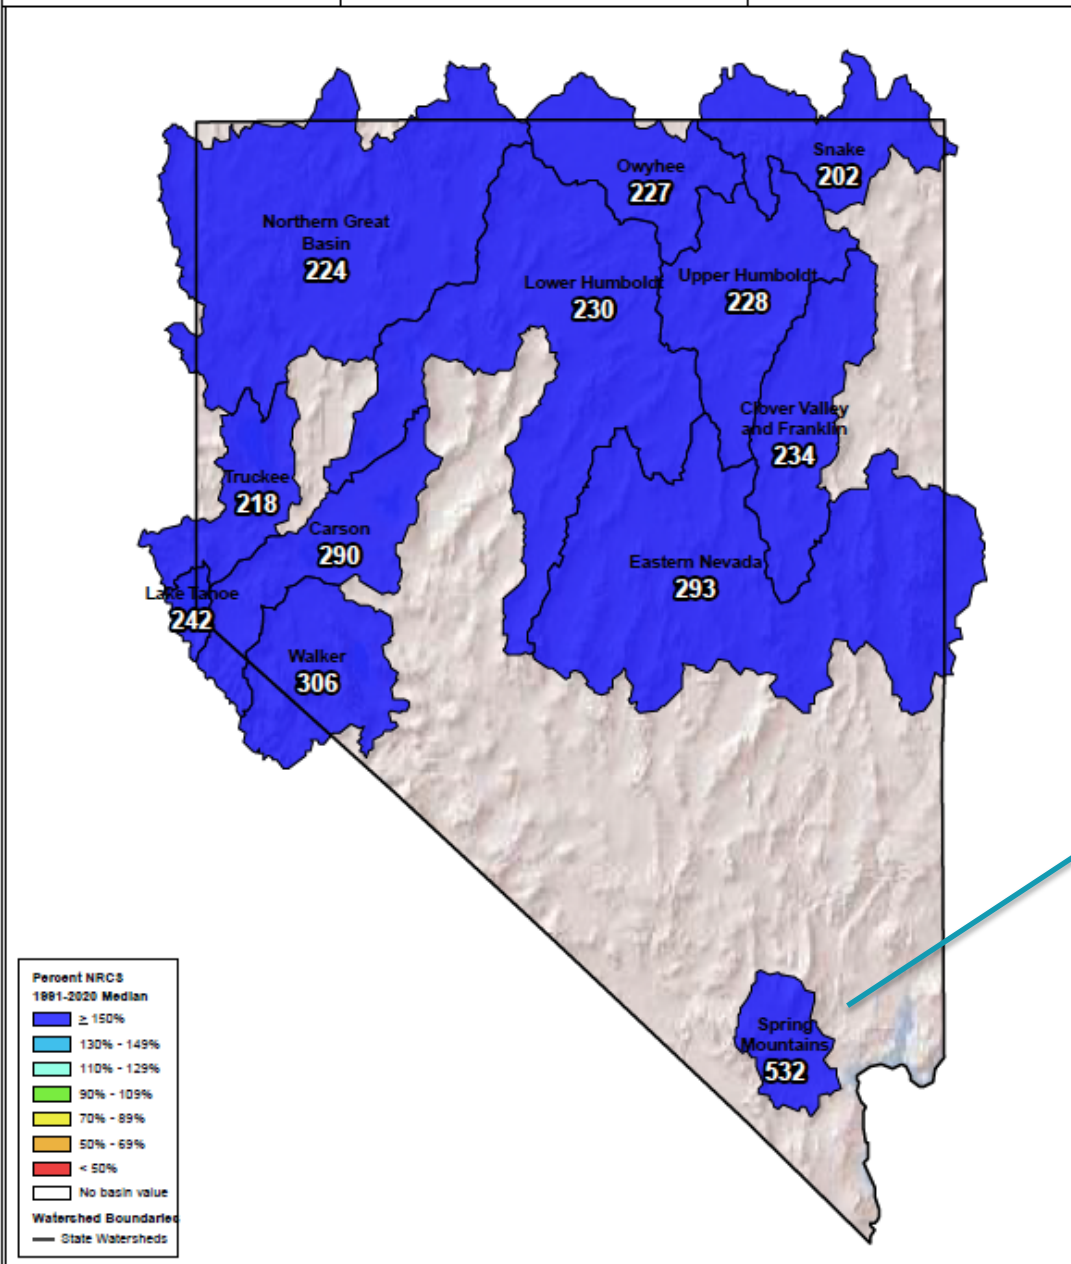 Snake
202
Owyhee
227
Northern Great
Basin
224
Lower Humboldt
230
Upper Humboldt
228
Clover Valley
and Franklin
234
Truckee
218
Carson
290
Eastern Nevada
293
Lake Tahoe
242
Walker
306
Spring
Mountains
532
Percent NRCS
1991-2020 Median
≥ 150%
130% - 149%
110% - 129%
90% - 109%
70% - 89%
50% - 69%
< 50%
No basin value
Watershed Boundaries
State Watersheds